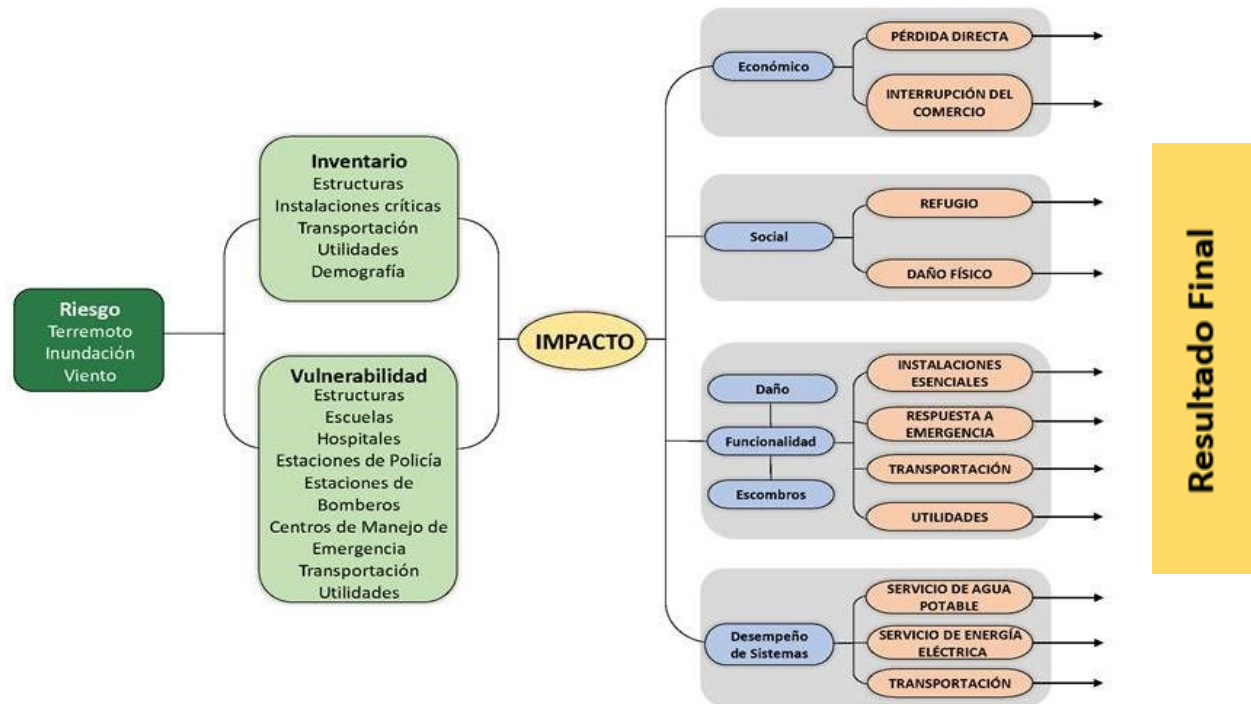 Riesgo
Terremoto
Inundación
Viento
Inventario
Estructuras
Instalaciones críticas
Transportación
Utilidades
Demografía
Vulnerabilidad
Estructuras
Escuelas
Hospitales
Estaciones de Policía
Estaciones de
Bomberos
Centros de Manejo de
Emergencia
Transportación
Utilidades
IMPACTO
Económico
PÉRDIDA DIRECTA
INTERRUPCIÓN DEL
COMERCIO
Social
REFUGIO
DAÑO FÍSICO
Daño
Funcionalidad
Escombros
INSTALACIONES
ESENCIALES
RESPUESTA A
EMERGENCIA
TRANSPORTACIÓN
UTILIDADES
Desempeño
de Sistemas
SERVICIO DE AGUA
POTABLE
SERVICIO DE ENERGÍA
ELÉCTRICA
TRANSPORTACIÓN
Resultado Final